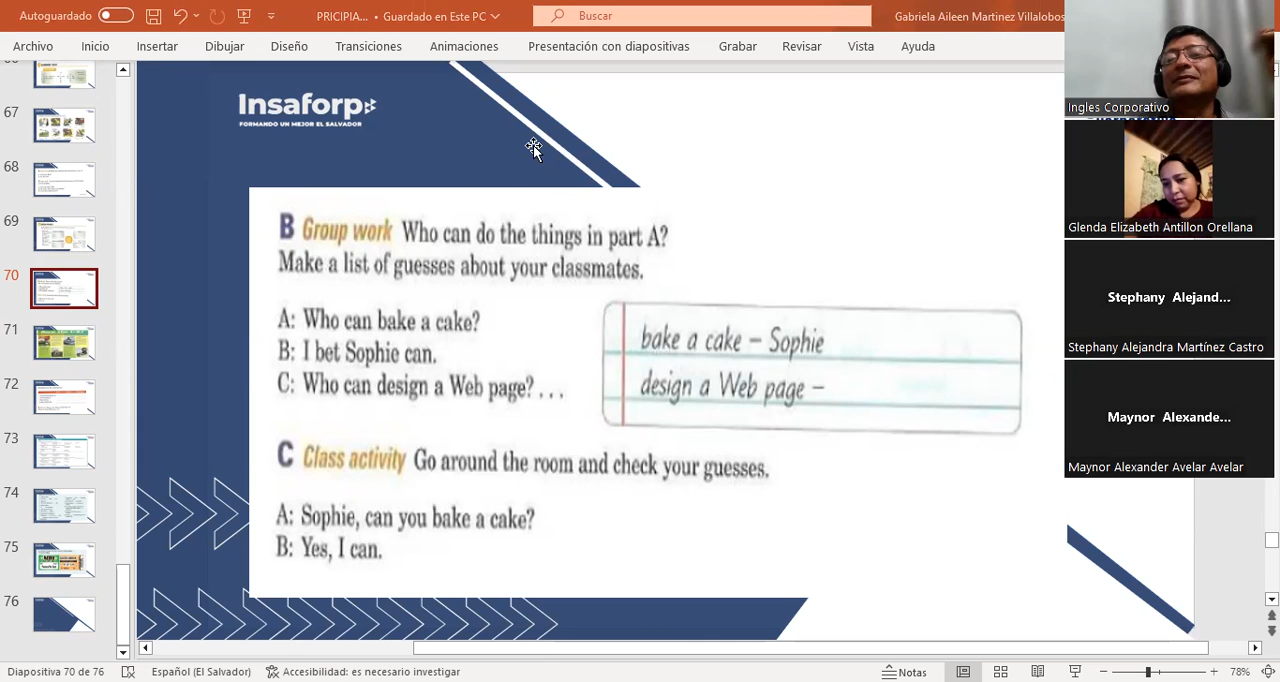 Autoguardado
PRICIPIA... • Guardado en Este PC
Buscar
Gabriela Aileen Martinez Villalobos
Archivo Inicio Insertar Dibujar Diseño Transiciones Animaciones Presentación con diapositivas Grabar Revisar Vista Ayuda
67
68
69
70
71
72
73
74
75
76
Insaforp
FORMANDO UN MEJOR EL SALVADOR
B Group work Who can do the things in part A?
Make a list of guesses about your classmates.
A: Who can bake a cake?
B: I bet Sophie can.
C: Who can design a Web page? . . .
bake a cake – Sophie
design a Web page –
C Class activity Go around the room and check your guesses.
A: Sophie, can you bake a cake?
B: Yes, I can.
Ingles Corporativo
Glenda Elizabeth Antillon Orellana
Stephany Alejand...
Stephany Alejandra Martínez Castro
Maynor Alexande...
Maynor Alexander Avelar Avelar
Diapositiva 70 de 76
Español (El Salvador)
Accesibilidad: es necesario investigar
Notas
78%